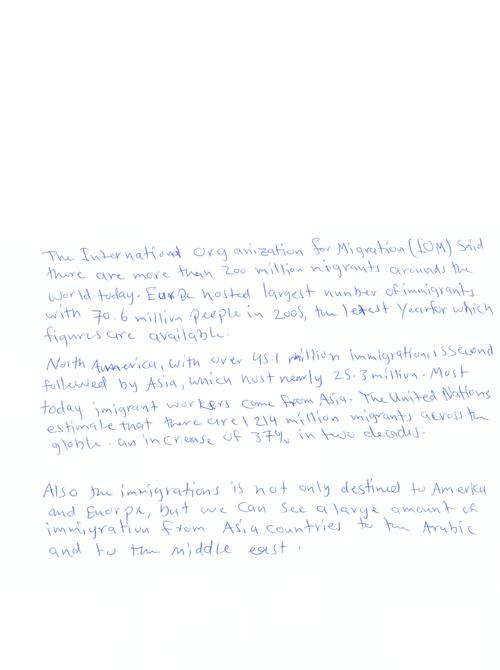 The International Organization for Migration (IOM) Said
there are more than 200 million migrants arounds the
world today. Europe hosted largest number of immigrants
with 70.6 million People in 2005, the latest Year for which
figures are available.
North America, with over 45.1 million immigrations, is second
followed by Asia, which host nearly 25.3 million. Most
today imigrant workers come from Asia. The United Nations
estimate that there are 214 million migrants across the
globle. an increase of 37% in two decades.
Also the immigrations is not only destined to Amerka
and Euorpe, but we can see a large amount of
immigration from Asia countries to the Arabic
and to the middle east.